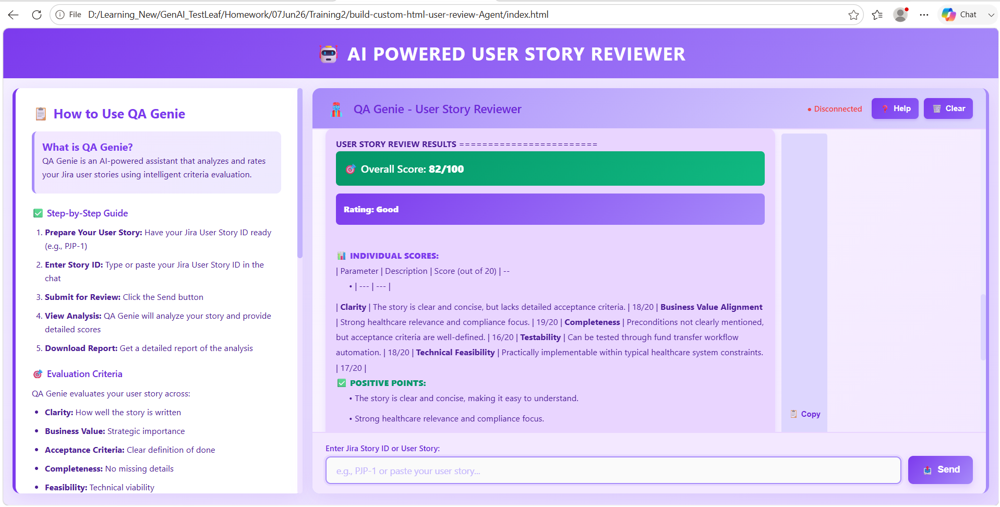 File D:/Learning_New/GenAI_TestLeaf/Homework/07Jun26/Training2/build-custom-html-user-review-Agent/index.html
Chat
AI POWERED USER STORY REVIEWER
How to Use QA Genie
What is QA Genie?
QA Genie is an AI-powered assistant that analyzes and rates
your Jira user stories using intelligent criteria evaluation.
Step-by-Step Guide
1. Prepare Your User Story: Have your Jira User Story ID ready
(e.g., PJP-1)
2. Enter Story ID: Type or paste your Jira User Story ID in the
chat
3. Submit for Review: Click the Send button
4. View Analysis: QA Genie will analyze your story and provide
detailed scores
5. Download Report: Get a detailed report of the analysis
Evaluation Criteria
QA Genie evaluates your user story across:
• Clarity: How well the story is written
• Business Value: Strategic importance
• Acceptance Criteria: Clear definition of done
• Completeness: No missing details
• Feasibility: Technical viability
QA Genie - User Story Reviewer
● Disconnected
Help
Clear
USER STORY REVIEW RESULTS ========================
Overall Score: 82/100
Rating: Good
INDIVIDUAL SCORES:
| Parameter | Description | Score (out of 20) | --
• | --- | --- |
| Clarity | The story is clear and concise, but lacks detailed acceptance criteria. | 18/20 | Business Value Alignment
| Strong healthcare relevance and compliance focus. | 19/20 | Completeness | Preconditions not clearly mentioned,
but acceptance criteria are well-defined. | 16/20 | Testability | Can be tested through fund transfer workflow
automation. | 18/20 | Technical Feasibility | Practically implementable within typical healthcare system constraints.
| 17/20 |
POSITIVE POINTS:
• The story is clear and concise, making it easy to understand.
• Strong healthcare relevance and compliance focus.
Copy
Enter Jira Story ID or User Story:
e.g., PJP-1 or paste your user story...
Send